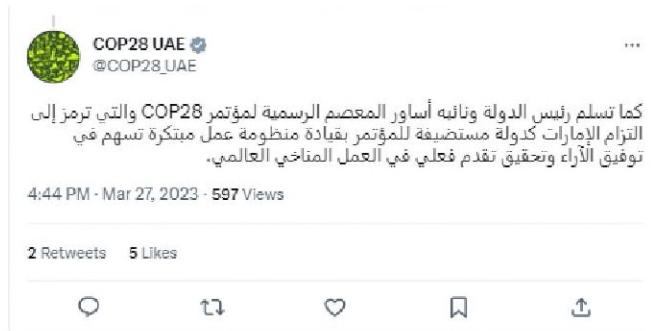 COP28 UAE
@COP28_UAE
كما تسلم رئيس الدولة ونائبه أساور المعصم الرسمية لمؤتمر COP28 والتي ترمز إلى
التزام الإمارات كدولة مستضيفة للمؤتمر بقيادة منظومة عمل مبتكرة تسهم في
توفيق الآراء وتحقيق تقدم فعلي في العمل المناخي العالمي.
4:44 PM · Mar 27, 2023 · 597 Views
2 Retweets 5 Likes